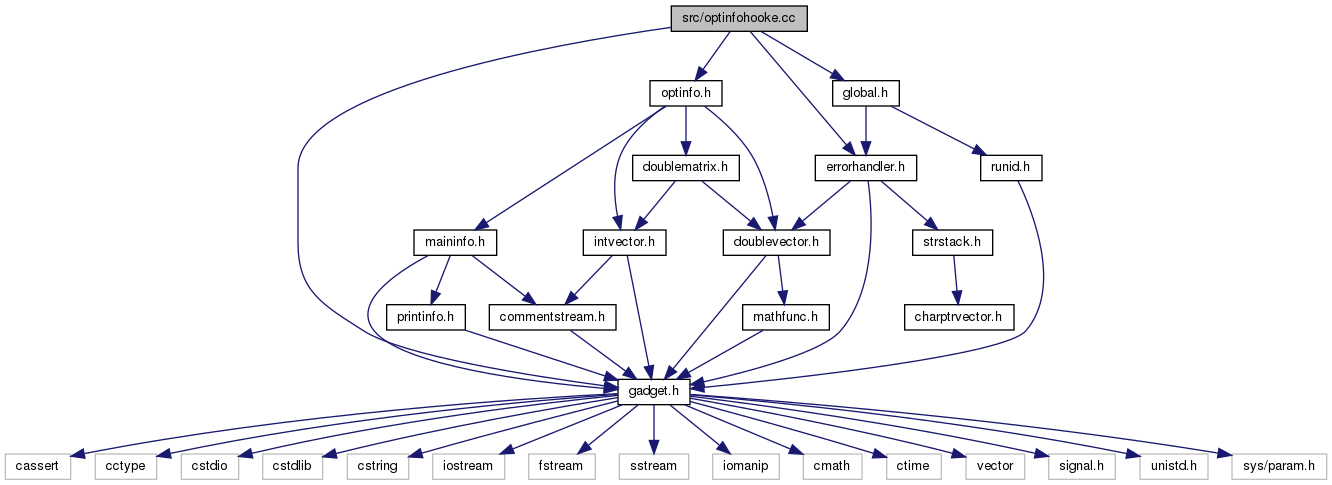 src/optinfohooke.cc
optinfo.h
global.h
doublematrix.h
errorhandler.h
runid.h
maininfo.h
intvector.h
doublevector.h
strstack.h
printinfo.h
commentstream.h
mathfunc.h
charptrvector.h
gadget.h
cassert
cctype
cstdio
cstdlib
cstring
iostream
fstream
sstream
iomanip
cmath
ctime
vector
signal.h
unistd.h
sys/param.h